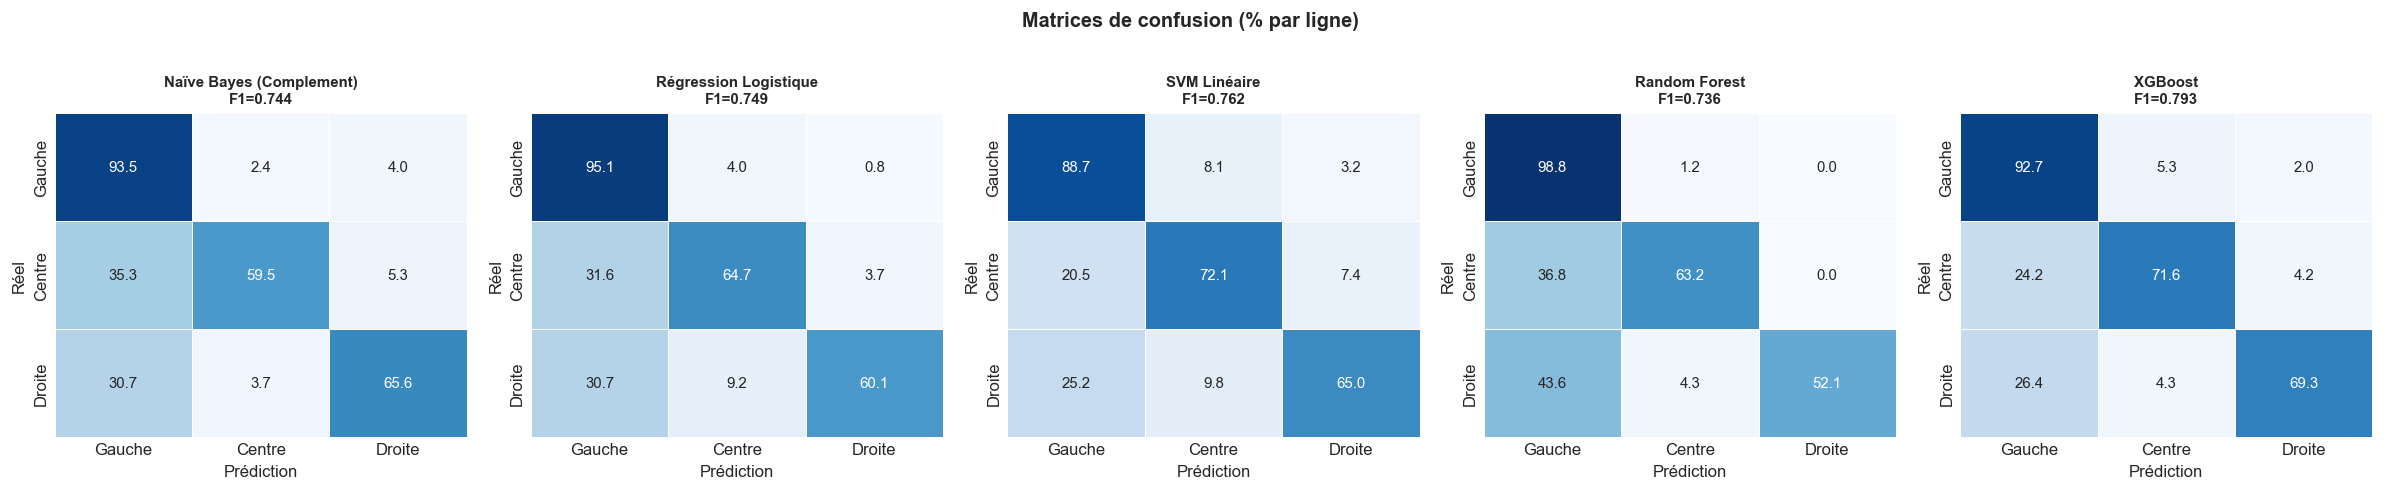 Matrices de confusion (% par ligne)
Naïve Bayes (Complement)
F1=0.744
Réel
Gauche
93.5 2.4 4.0
Centre
35.3 59.5 5.3
Droite
30.7 3.7 65.6
Gauche Centre Droite
Prédiction
Régression Logistique
F1=0.749
Réel
Gauche
95.1 4.0 0.8
Centre
31.6 64.7 3.7
Droite
30.7 9.2 60.1
Gauche Centre Droite
Prédiction
SVM Linéaire
F1=0.762
Réel
Gauche
88.7 8.1 3.2
Centre
20.5 72.1 7.4
Droite
25.2 9.8 65.0
Gauche Centre Droite
Prédiction
Random Forest
F1=0.736
Réel
Gauche
98.8 1.2 0.0
Centre
36.8 63.2 0.0
Droite
43.6 4.3 52.1
Gauche Centre Droite
Prédiction
XGBoost
F1=0.793
Réel
Gauche
92.7 5.3 2.0
Centre
24.2 71.6 4.2
Droite
26.4 4.3 69.3
Gauche Centre Droite
Prédiction